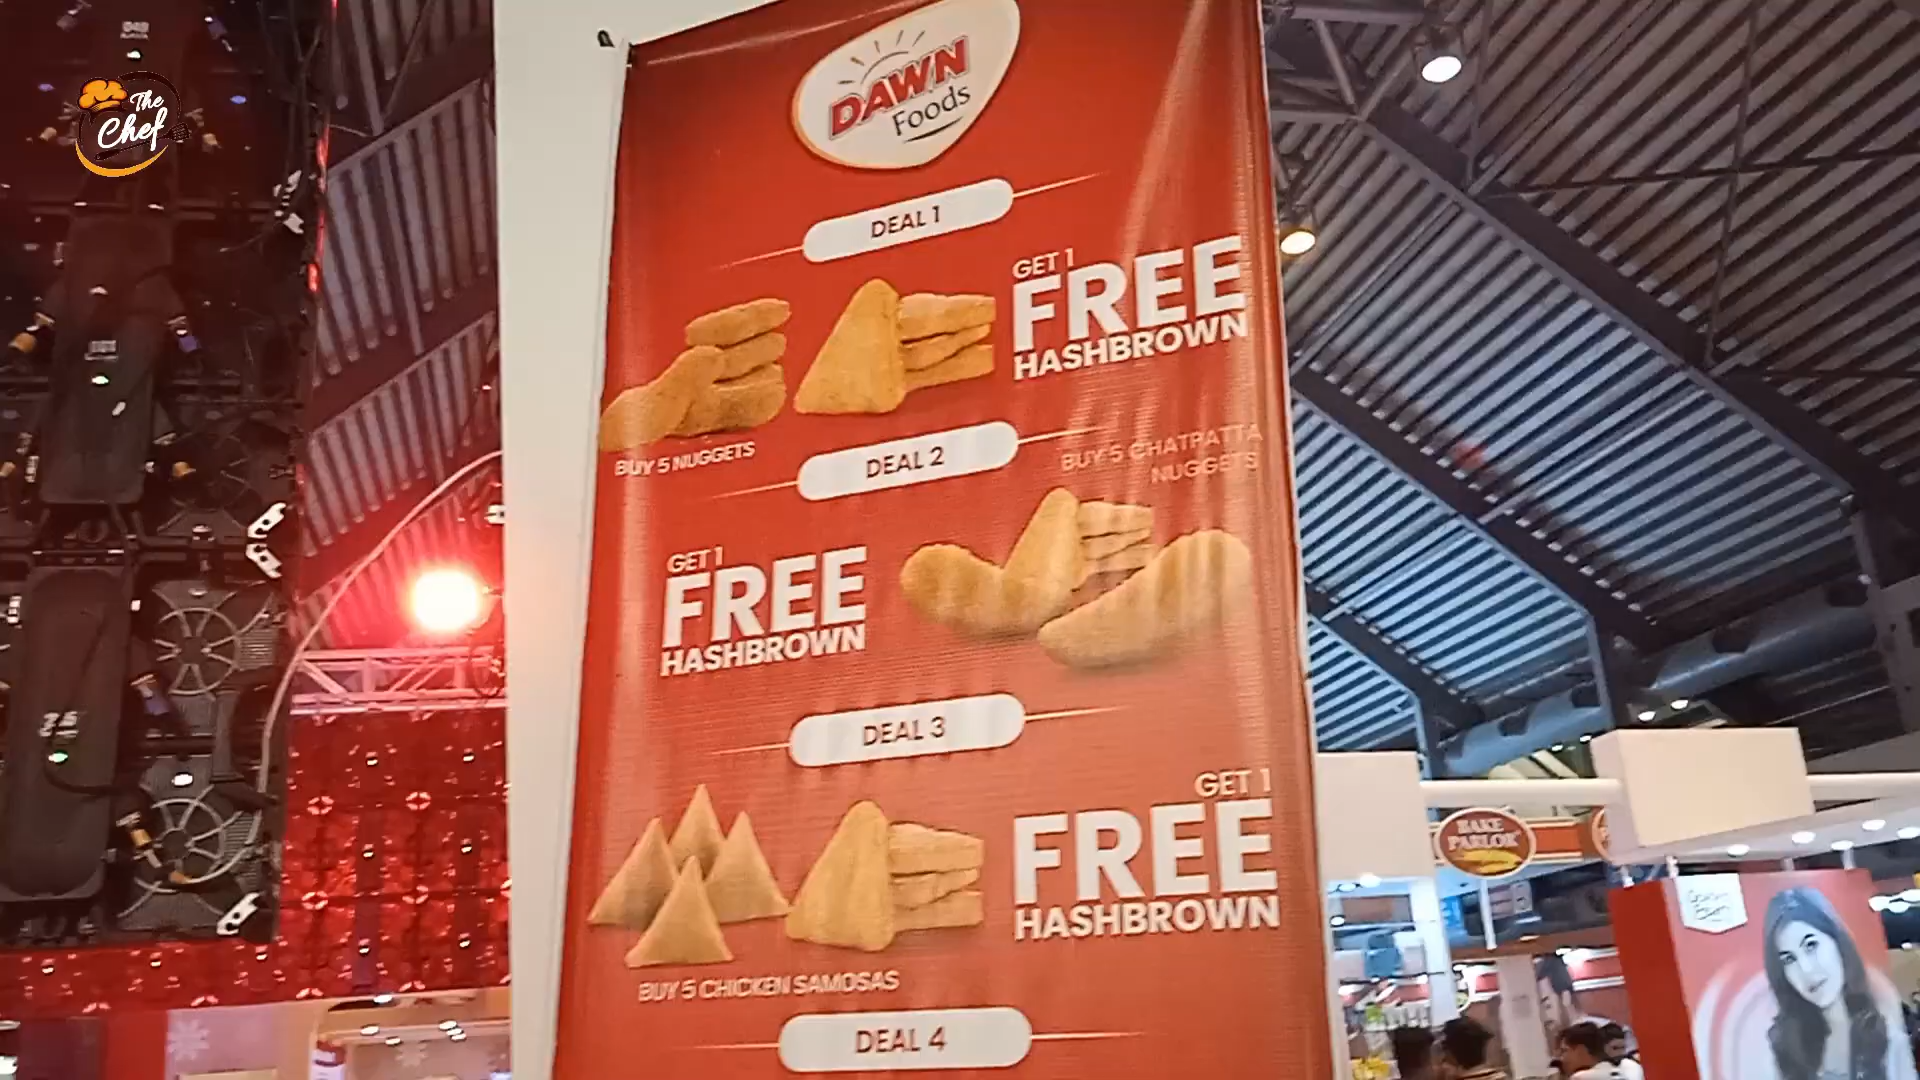 The
Chef
DAWN
Foods
DEAL 1
GET 1
FREE
HASHBROWN
BUY 5 NUGGETS
DEAL 2
BUY 5 CHATPATTA
NUGGETS
GET 1
FREE
HASHBROWN
DEAL 3
GET 1
FREE
HASHBROWN
BUY 5 CHICKEN SAMOSAS
DEAL 4
BAKE
PARLOR